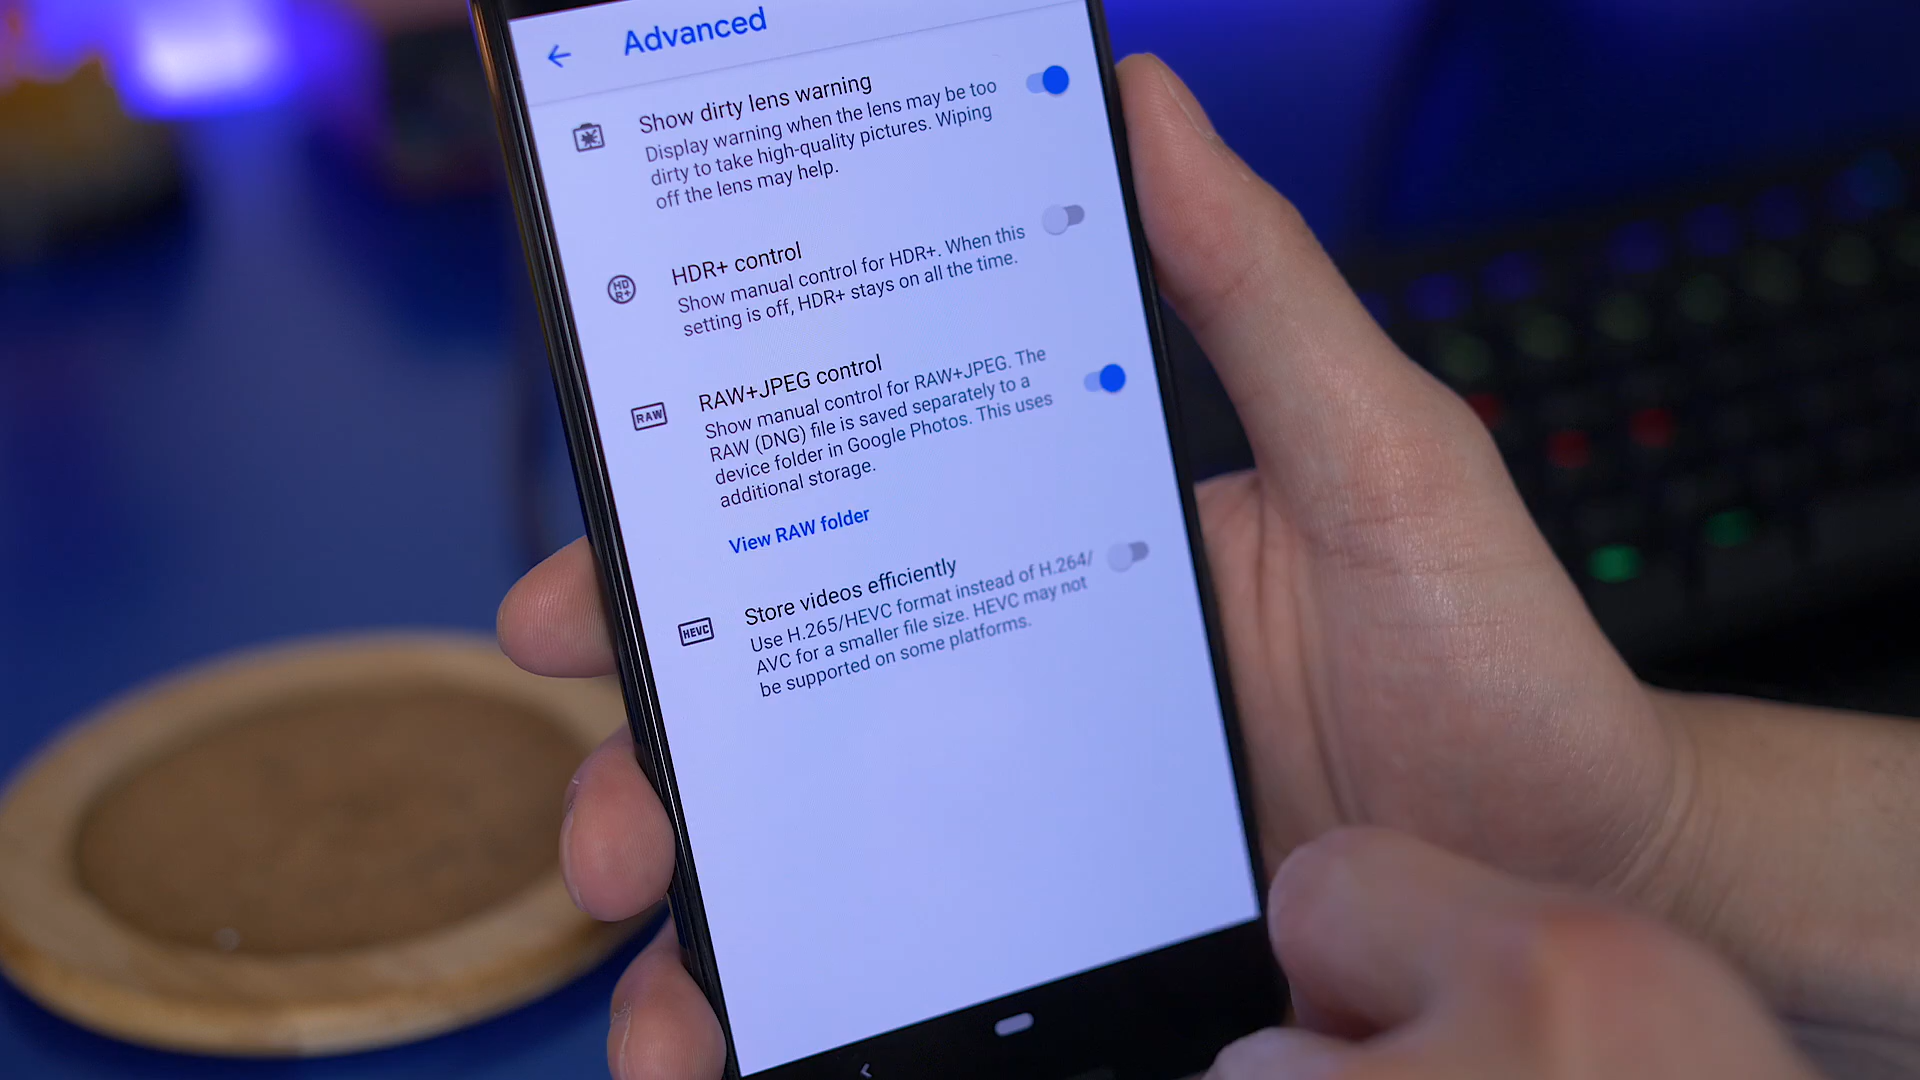 Advanced
Show dirty lens warning
Display warning when the lens may be too
dirty to take high-quality pictures. Wiping
off the lens may help.
HD
R+
HDR+ control
Show manual control for HDR+. When this
setting is off, HDR+ stays on all the time.
RAW
RAW+JPEG control
Show manual control for RAW+JPEG. The
RAW (DNG) file is saved separately to a
device folder in Google Photos. This uses
additional storage.
View RAW folder
HEVC
Store videos efficiently
Use H.265/HEVC format instead of H.264/
AVC for a smaller file size. HEVC may not
be supported on some platforms.